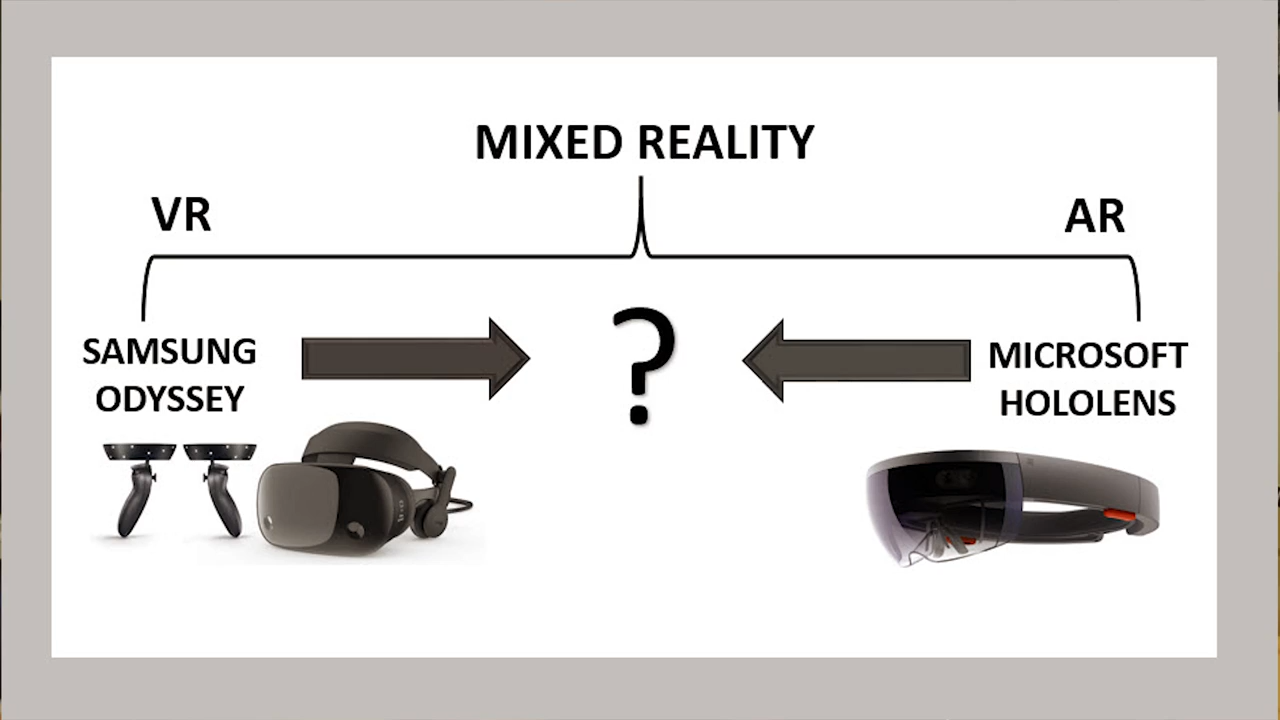 MIXED REALITY
VR
AR
SAMSUNG
ODYSSEY
?
MICROSOFT
HOLOLENS